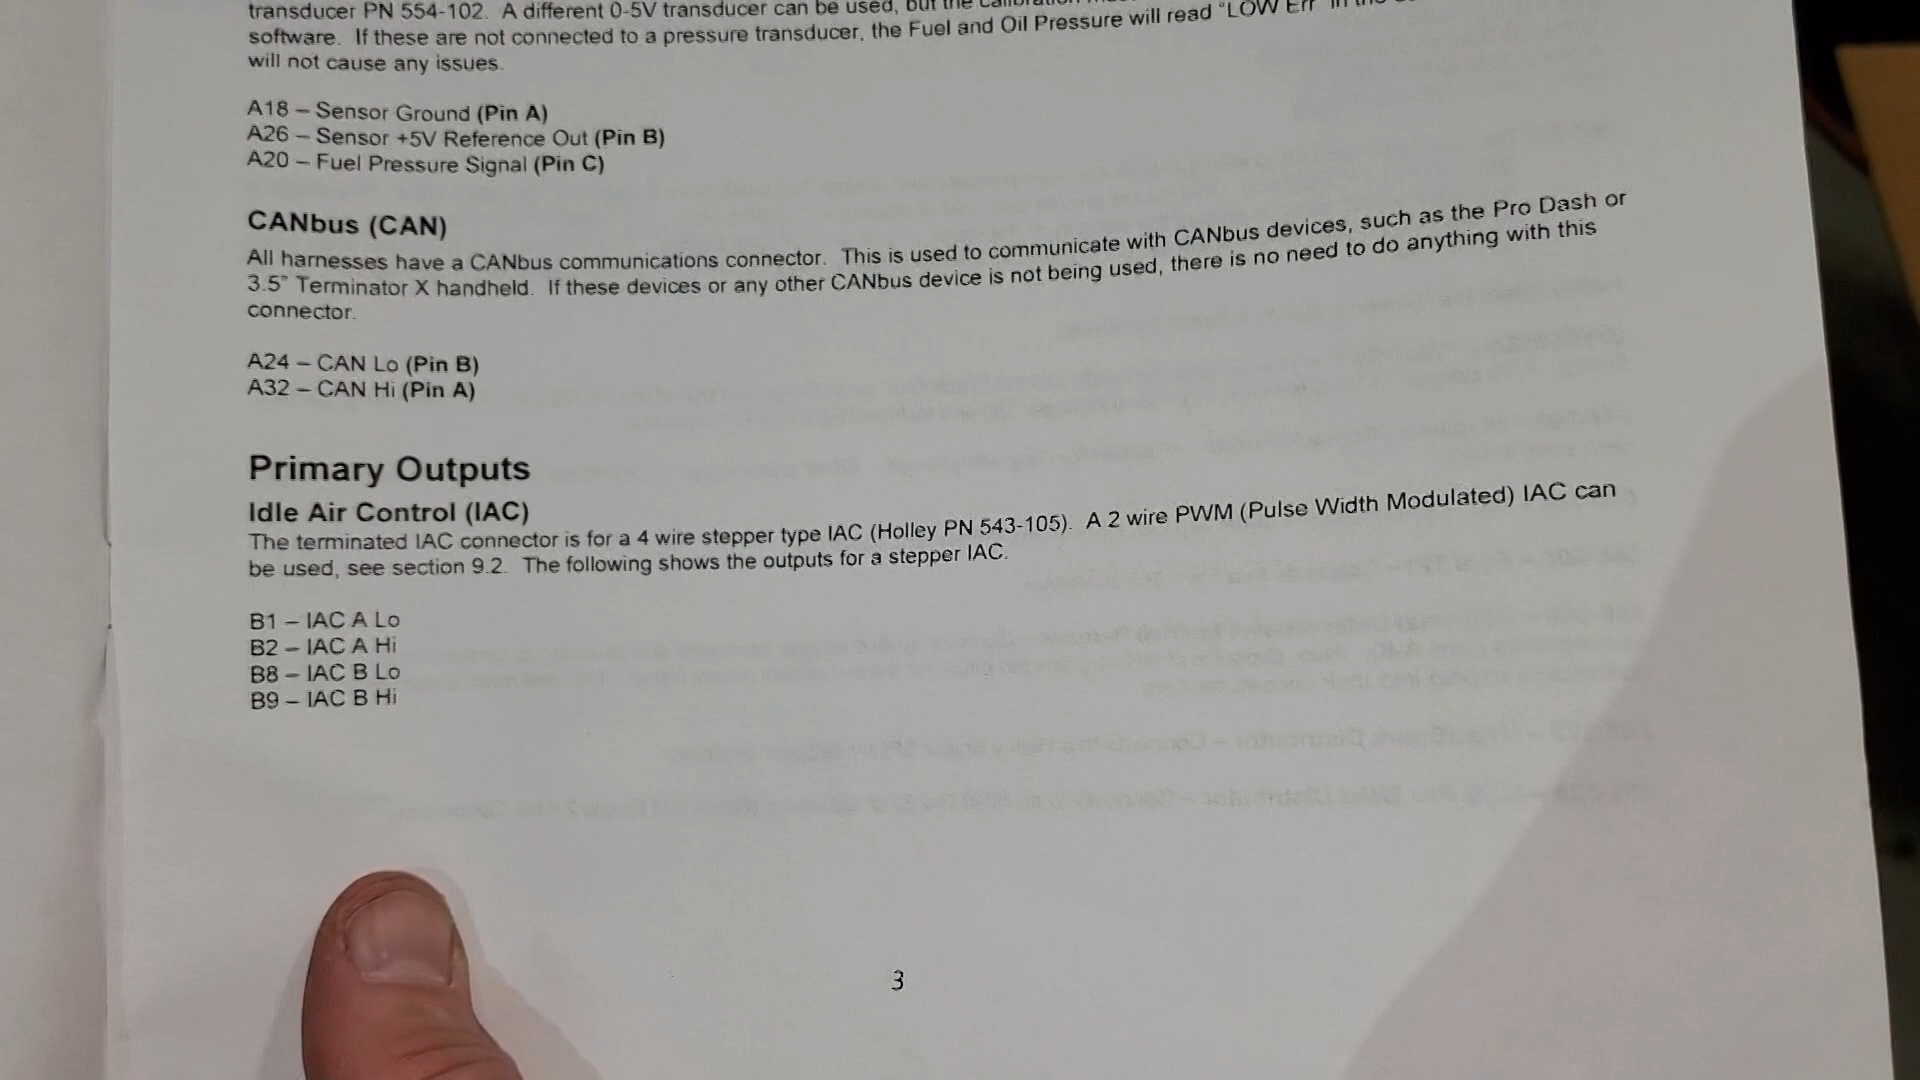 transducer PN 554-102. A different 0-5V transducer can be used, but the
software. If these are not connected to a pressure transducer, the Fuel and Oil Pressure will read "LOW Err" in the
will not cause any issues.
A18 – Sensor Ground (Pin A)
A26 – Sensor +5V Reference Out (Pin B)
A20 – Fuel Pressure Signal (Pin C)
CANbus (CAN)
All harnesses have a CANbus communications connector. This is used to communicate with CANbus devices, such as the Pro Dash or
3.5" Terminator X handheld. If these devices or any other CANbus device is not being used, there is no need to do anything with this
connector.
A24 – CAN Lo (Pin B)
A32 – CAN Hi (Pin A)
Primary Outputs
Idle Air Control (IAC)
The terminated IAC connector is for a 4 wire stepper type IAC (Holley PN 543-105). A 2 wire PWM (Pulse Width Modulated) IAC can
be used, see section 9.2. The following shows the outputs for a stepper IAC.
B1 – IAC A Lo
B2 – IAC A Hi
B8 – IAC B Lo
B9 – IAC B Hi
3